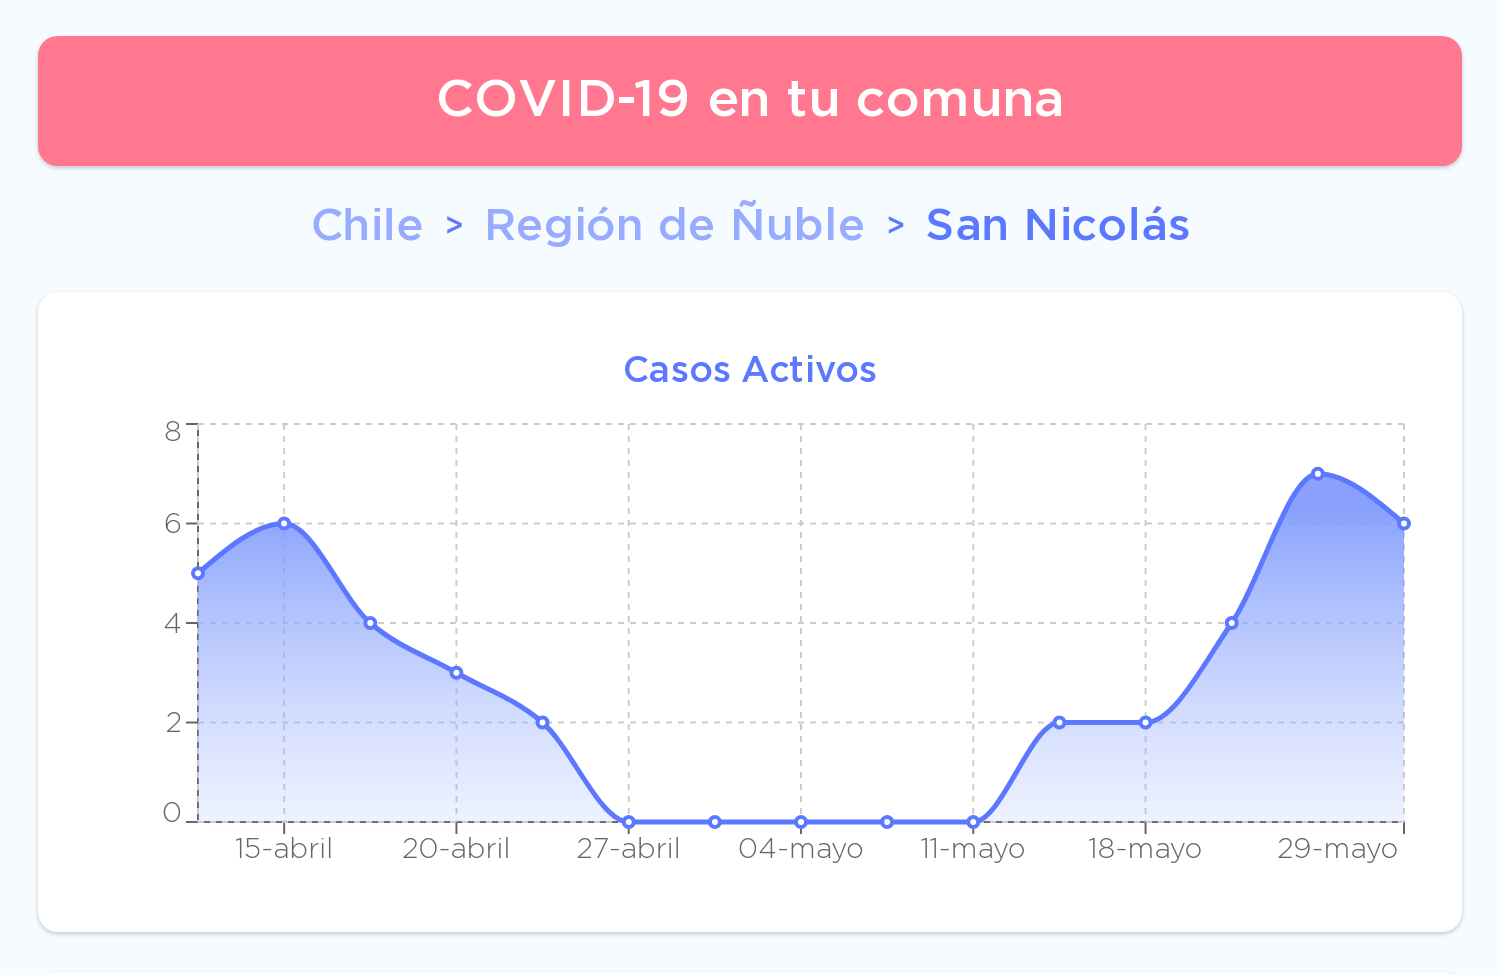 COVID-19 en tu comuna
Chile > Región de Ñuble > San Nicolás
Casos Activos
8
6
4
2
0
15-abril 20-abril 27-abril 04-mayo 11-mayo 18-mayo 29-mayo